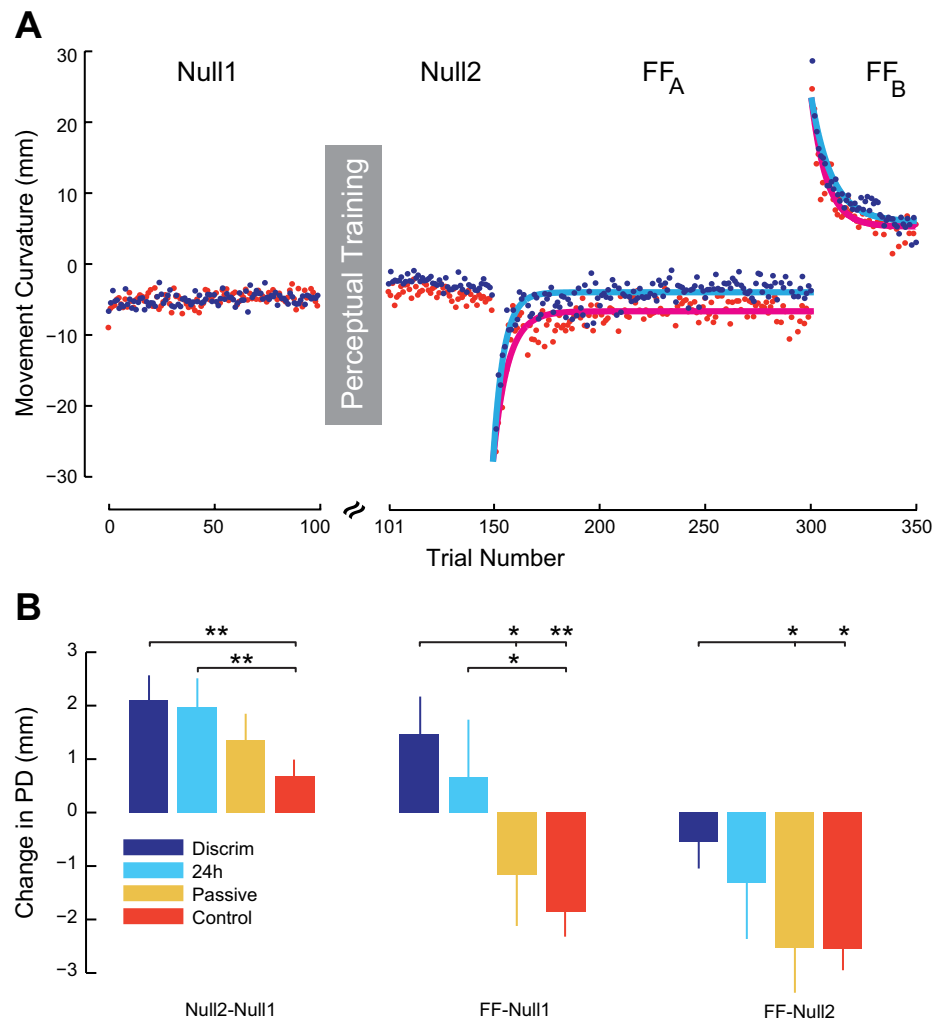 A
Movement Curvature (mm)
30
20
10
0
−10
−20
−30
Null1
Null2
FFA
FFB
Perceptual Training
0
50
100
101
150
200
250
300
350
Trial Number
B
Change in PD (mm)
3
2
1
0
−1
−2
−3
**
**
*
**
*
*
*
Discrim
24h
Passive
Control
Null2-Null1
FF-Null1
FF-Null2